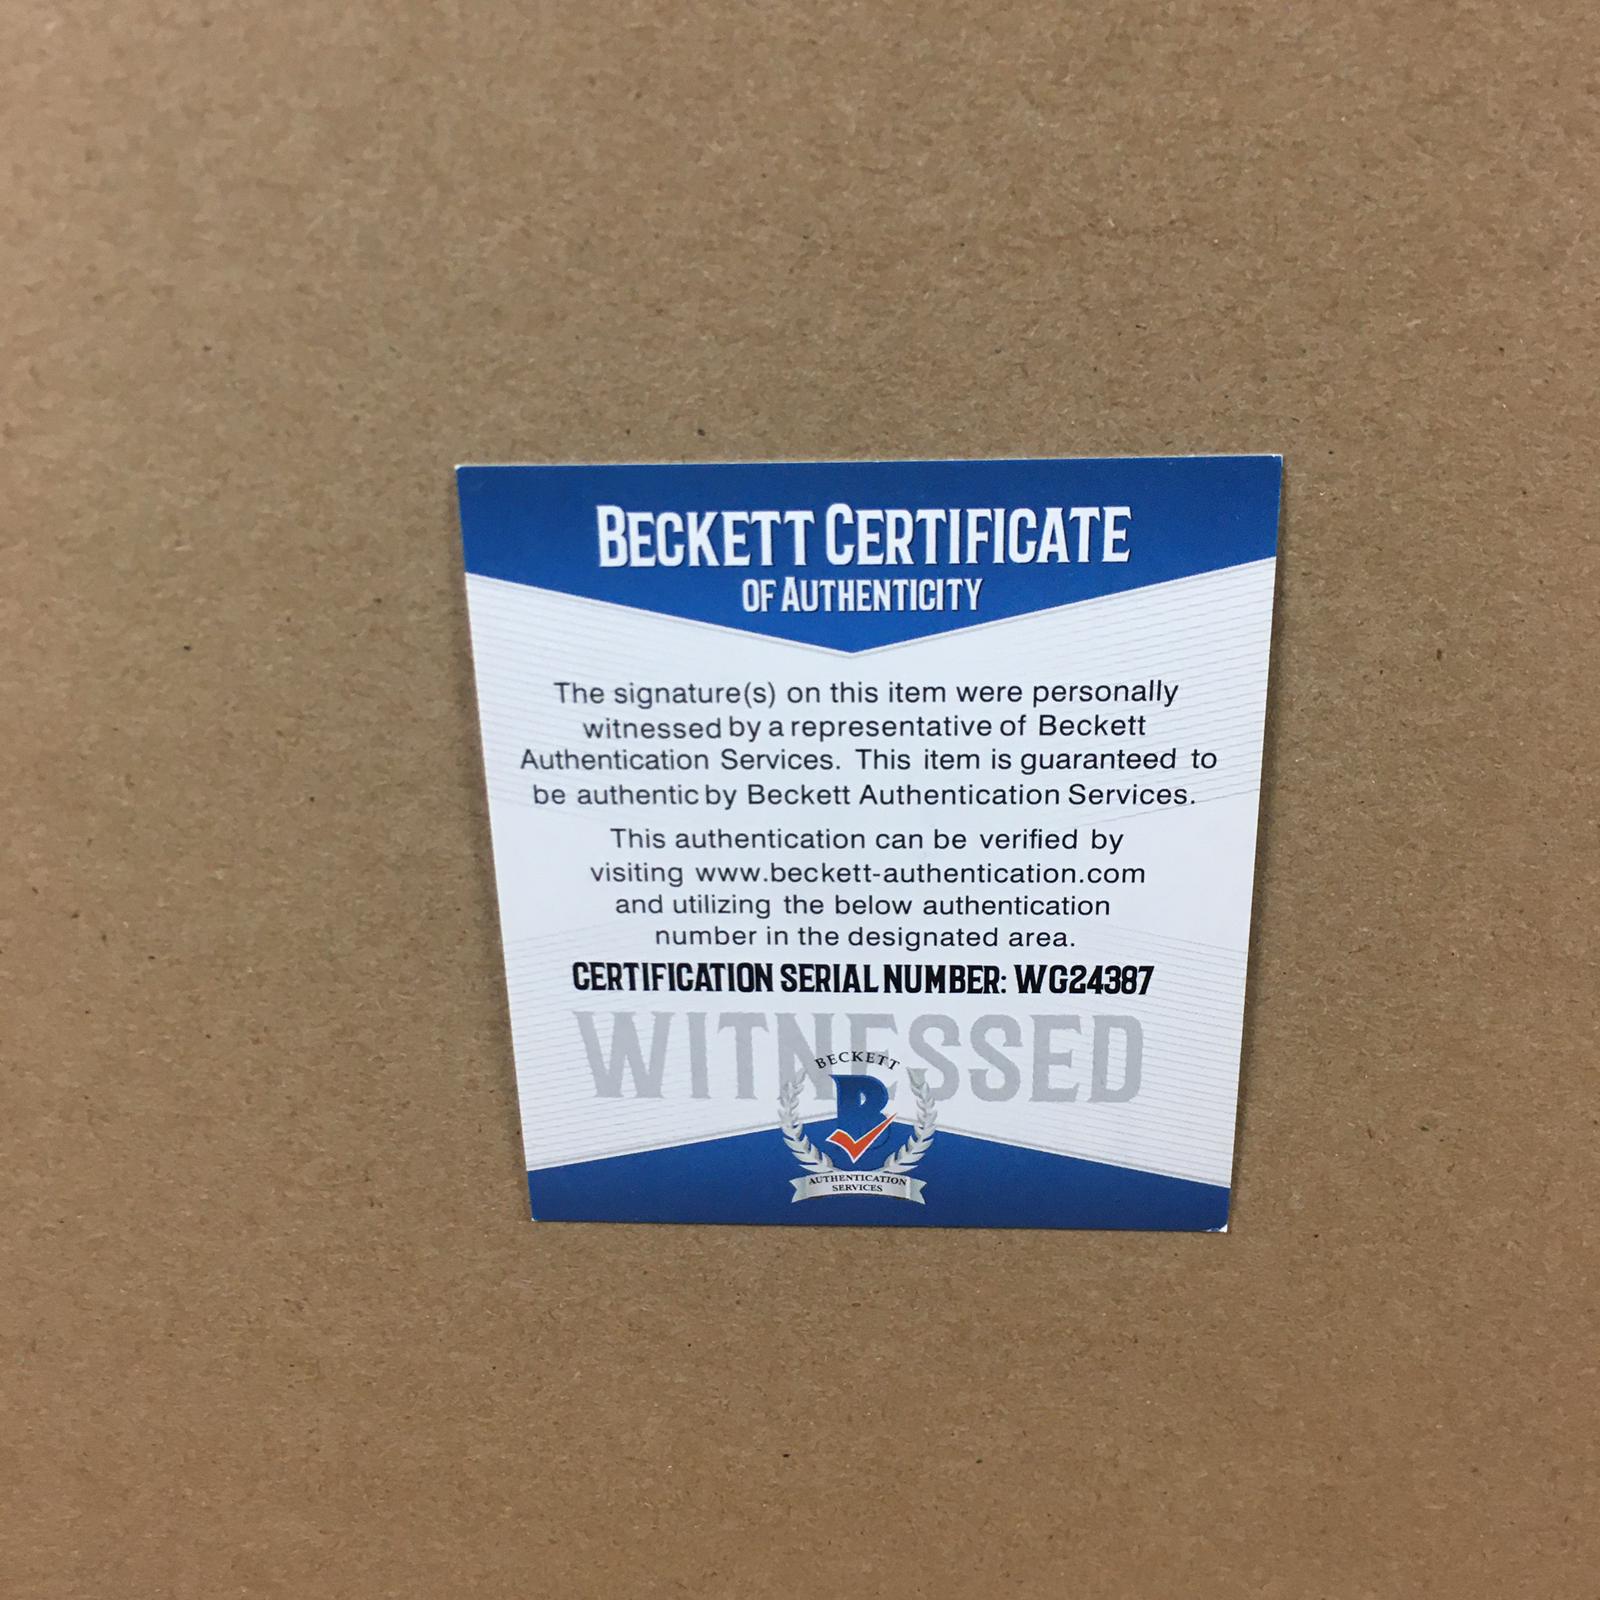 BECKETT CERTIFICATE
OF AUTHENTICITY
The signature(s) on this item were personally
witnessed by a representative of Beckett
Authentication Services. This item is guaranteed to
be authentic by Beckett Authentication Services.
This authentication can be verified by
visiting www.beckett-authentication.com
and utilizing the below authentication
number in the designated area.
CERTIFICATION SERIAL NUMBER: WG24387
WITNESSED
BECKETT
B
AUTHENTICATION
SERVICES